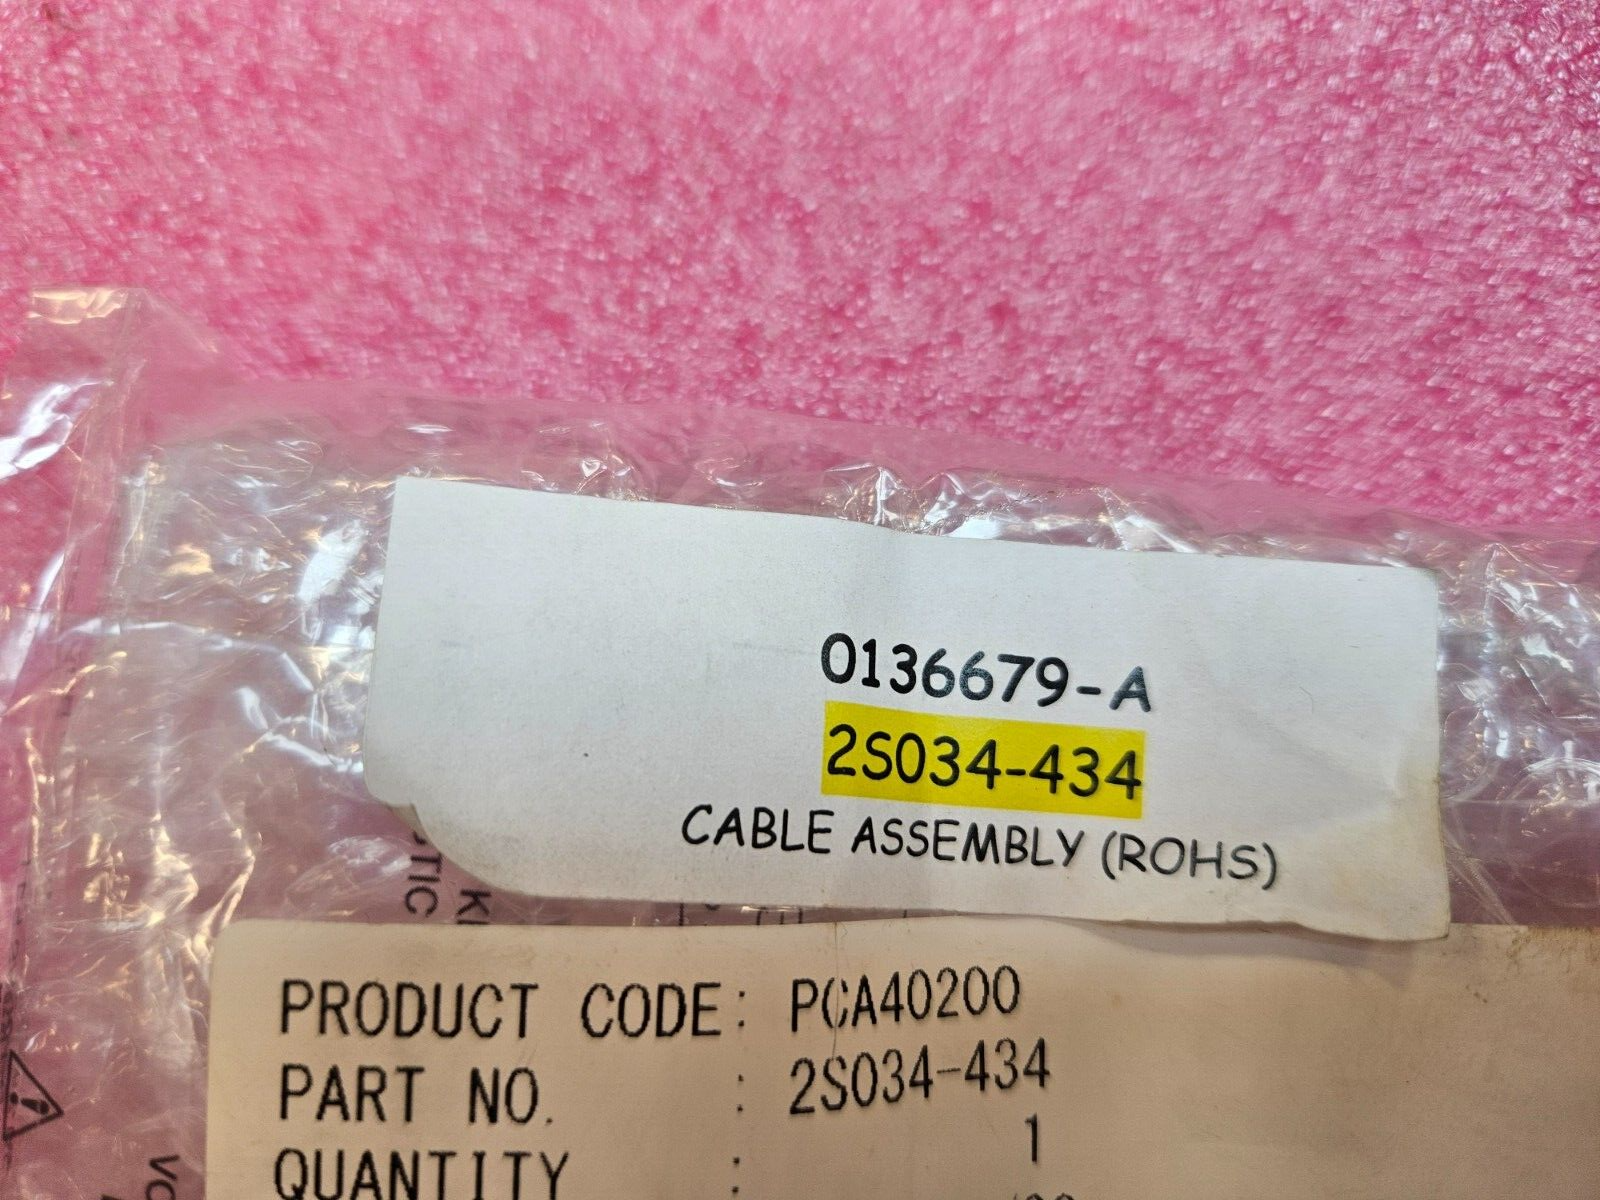 0136679-A
2S034-434
CABLE ASSEMBLY (ROHS)
PRODUCT CODE: PCA40200
PART NO. : 2S034-434
QUANTITY : 1